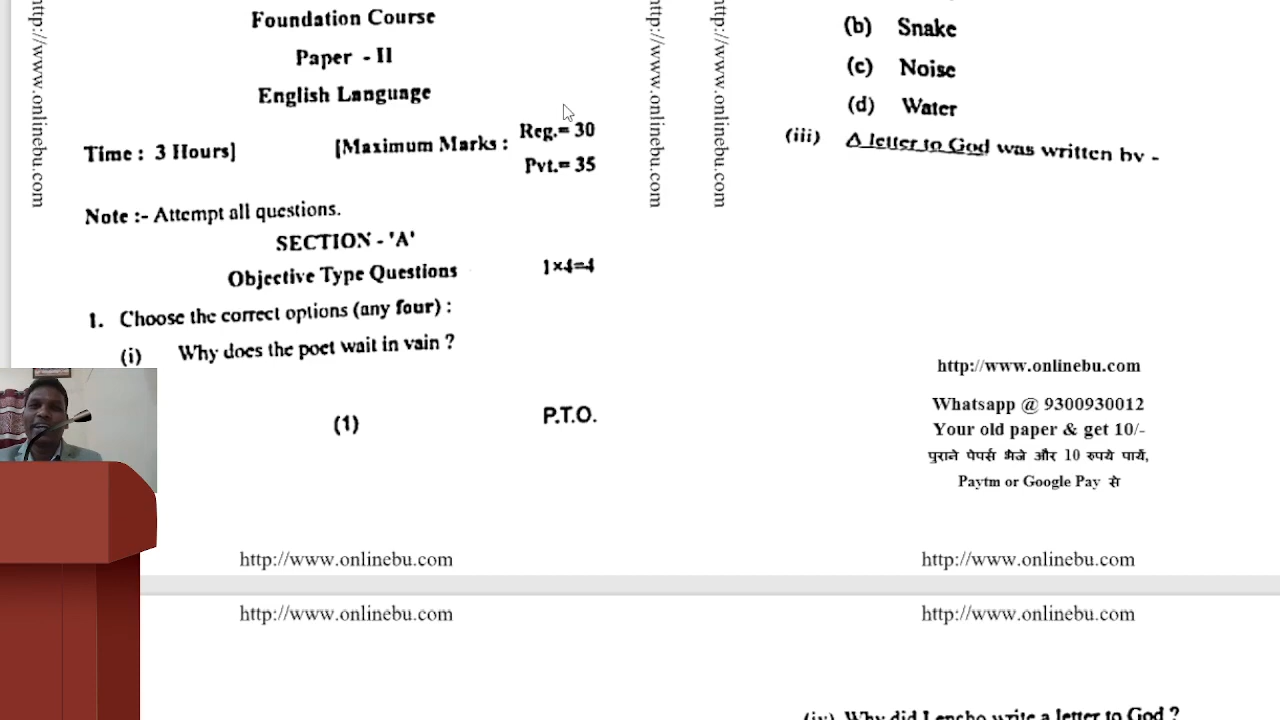 http://www.onlinebu.com
Foundation Course
Paper - II
English Language
Time : 3 Hours]
[Maximum Marks :
Reg.= 30
Pvt.= 35
Note :- Attempt all questions.
SECTION - 'A'
Objective Type Questions
1×4=4
1. Choose the correct options (any four) :
(i) Why does the poet wait in vain ?
(1)
P.T.O.
http://www.onlinebu.com
http://www.onlinebu.com
http://www.onlinebu.com
http://www.onlinebu.com
(b) Snake
(c) Noise
(d) Water
(iii) A letter to God was written by -
http://www.onlinebu.com
Whatsapp @ 9300930012
Your old paper & get 10/-
पुराने पेपर्स भेजे और 10 रुपये पायें,
Paytm or Google Pay से
http://www.onlinebu.com
http://www.onlinebu.com
(iv) Why did Lencho write a letter to God ?